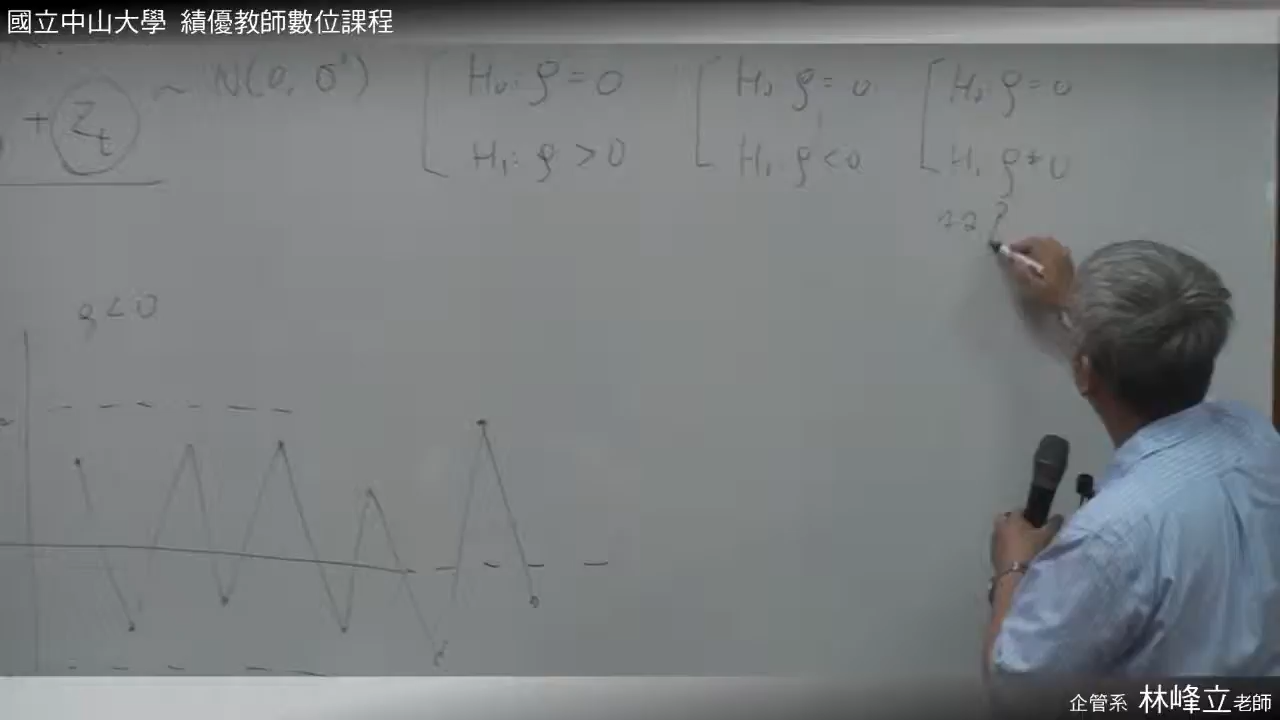 國立中山大學 績優教師數位課程
+ Z_t ~ N(0, σ²)
H₀: ρ = 0
H₁: ρ > 0
H₀ ρ = 0
H₁ ρ < 0
H₀ ρ = 0
H₁ ρ ≠ 0
ρ < 0
企管系 林峰立老師